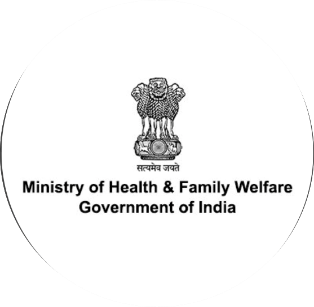 सत्यमेव जयते
Ministry of Health & Family Welfare
Government of India